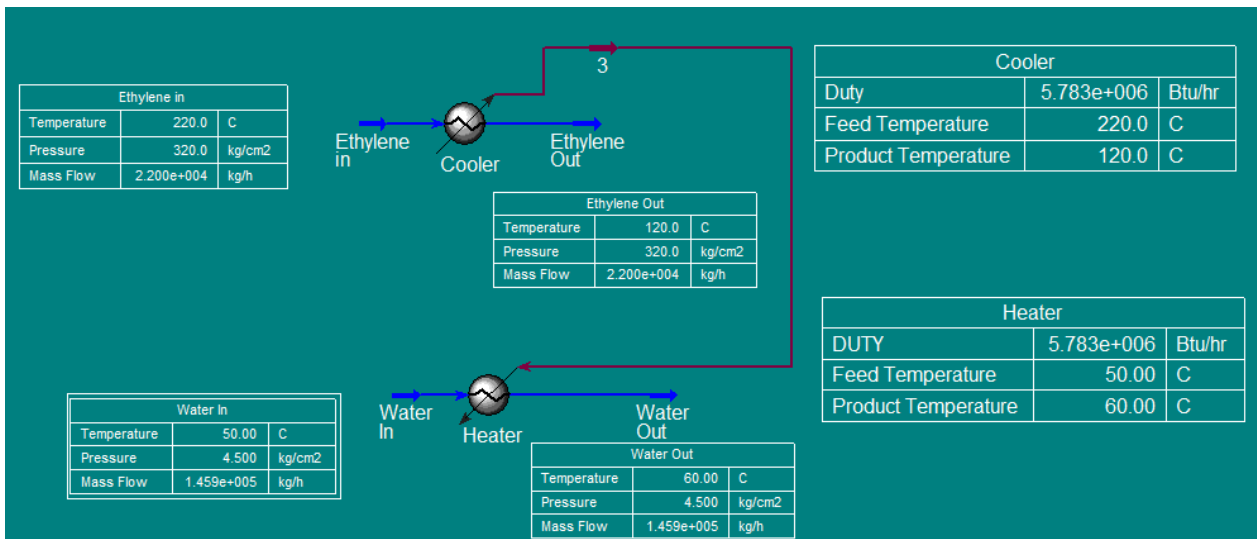 3
Cooler
Duty 5.783e+006 Btu/hr
Feed Temperature 220.0 C
Product Temperature 120.0 C
Ethylene in
Temperature 220.0 C
Pressure 320.0 kg/cm2
Mass Flow 2.200e+004 kg/h
Ethylene
in
Cooler
Ethylene
Out
Ethylene Out
Temperature 120.0 C
Pressure 320.0 kg/cm2
Mass Flow 2.200e+004 kg/h
Heater
DUTY 5.783e+006 Btu/hr
Feed Temperature 50.00 C
Product Temperature 60.00 C
Water In
Temperature 50.00 C
Pressure 4.500 kg/cm2
Mass Flow 1.459e+005 kg/h
Water
In
Heater
Water
Out
Water Out
Temperature 60.00 C
Pressure 4.500 kg/cm2
Mass Flow 1.459e+005 kg/h